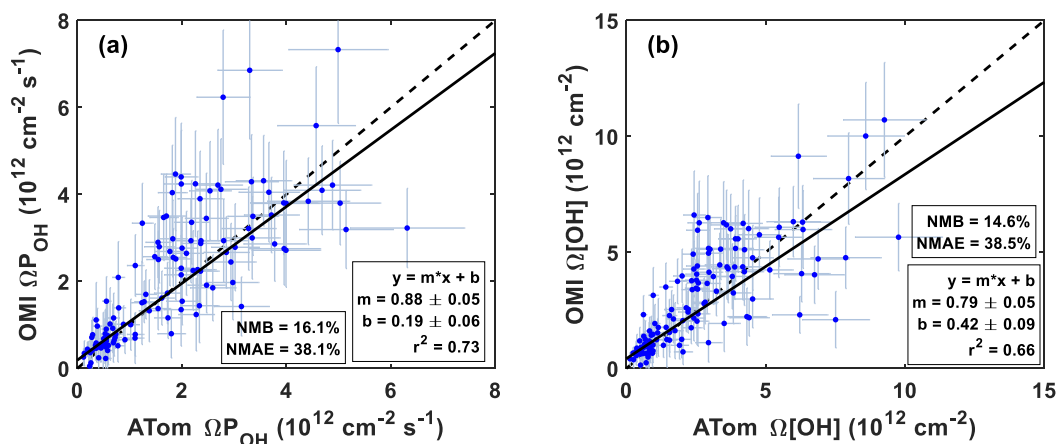 (a)
OMI ΩP_OH (10^12 cm^-2 s^-1)
8
6
4
2
0
0 2 4 6 8
ATom ΩP_OH (10^12 cm^-2 s^-1)
NMB = 16.1%
NMAE = 38.1%
y = m*x + b
m = 0.88 ± 0.05
b = 0.19 ± 0.06
r^2 = 0.73
(b)
OMI Ω[OH] (10^12 cm^-2)
15
10
5
0
0 5 10 15
ATom Ω[OH] (10^12 cm^-2)
NMB = 14.6%
NMAE = 38.5%
y = m*x + b
m = 0.79 ± 0.05
b = 0.42 ± 0.09
r^2 = 0.66